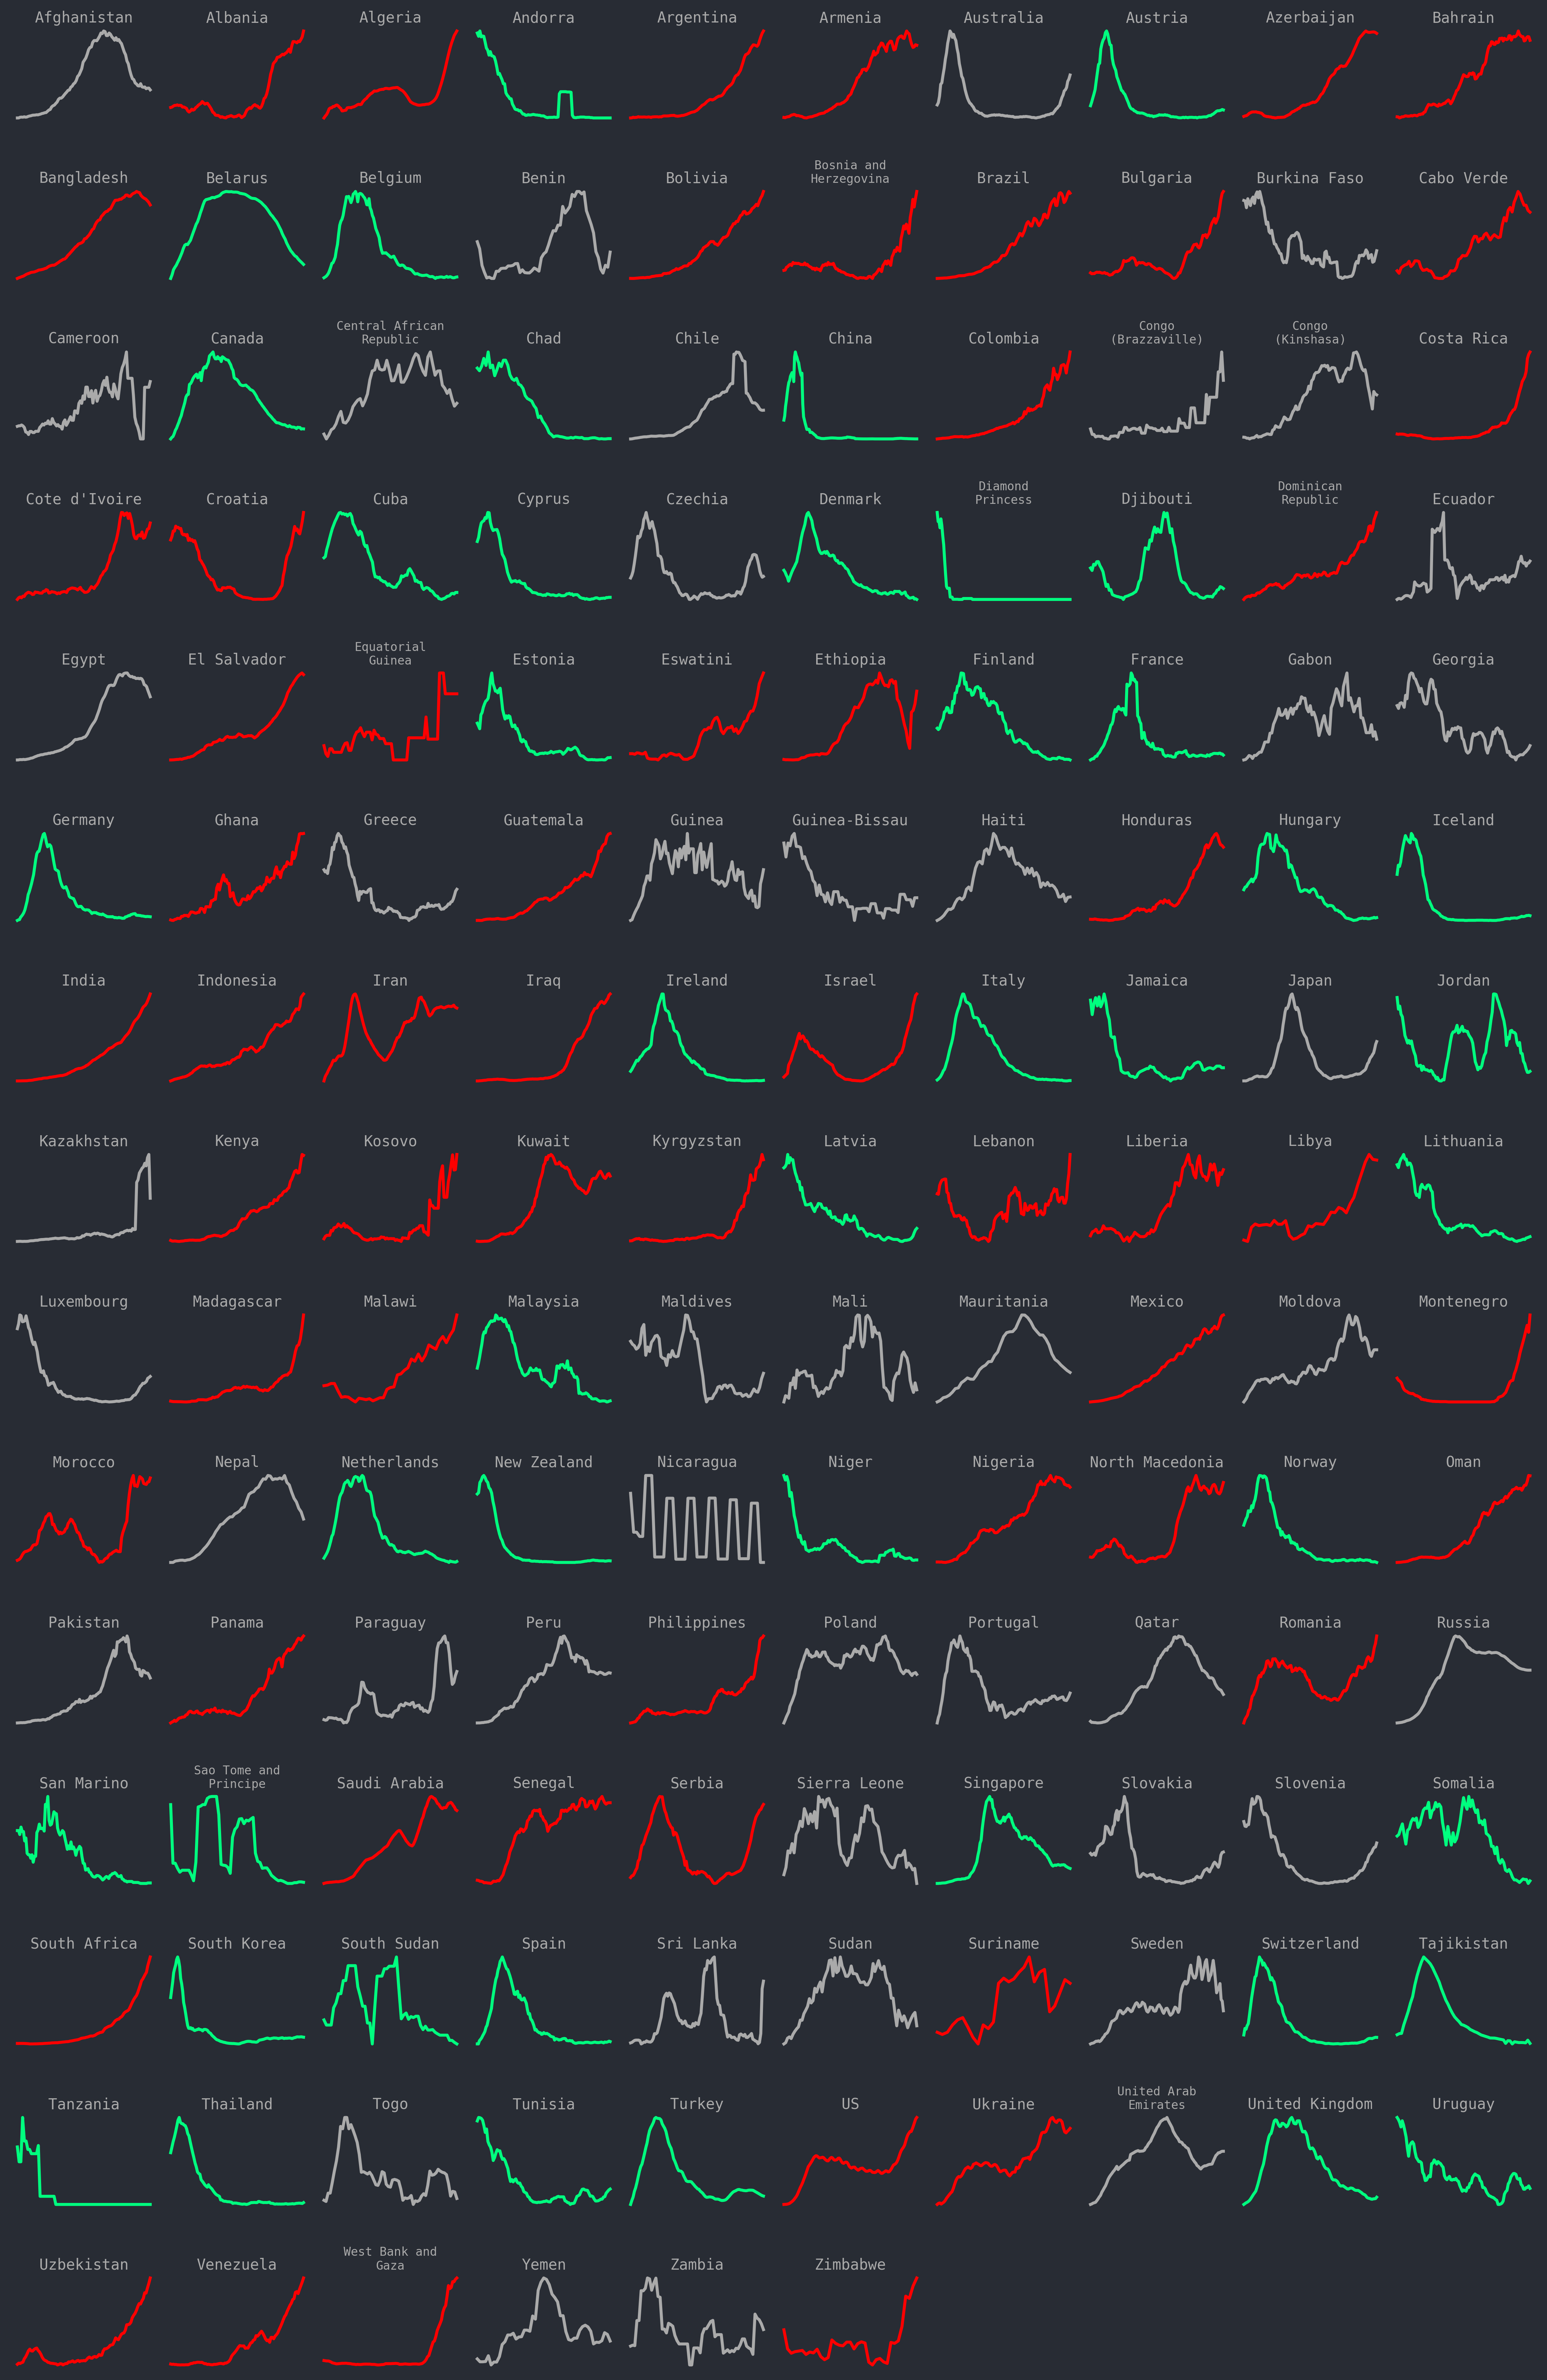 Afghanistan
Albania
Algeria
Andorra
Argentina
Armenia
Australia
Austria
Azerbaijan
Bahrain
Bangladesh
Belarus
Belgium
Benin
Bolivia
Bosnia and
Herzegovina
Brazil
Bulgaria
Burkina Faso
Cabo Verde
Cameroon
Canada
Central African
Republic
Chad
Chile
China
Colombia
Congo
(Brazzaville)
Congo
(Kinshasa)
Costa Rica
Cote d'Ivoire
Croatia
Cuba
Cyprus
Czechia
Denmark
Diamond
Princess
Djibouti
Dominican
Republic
Ecuador
Egypt
El Salvador
Equatorial
Guinea
Estonia
Eswatini
Ethiopia
Finland
France
Gabon
Georgia
Germany
Ghana
Greece
Guatemala
Guinea
Guinea-Bissau
Haiti
Honduras
Hungary
Iceland
India
Indonesia
Iran
Iraq
Ireland
Israel
Italy
Jamaica
Japan
Jordan
Kazakhstan
Kenya
Kosovo
Kuwait
Kyrgyzstan
Latvia
Lebanon
Liberia
Libya
Lithuania
Luxembourg
Madagascar
Malawi
Malaysia
Maldives
Mali
Mauritania
Mexico
Moldova
Montenegro
Morocco
Nepal
Netherlands
New Zealand
Nicaragua
Niger
Nigeria
North Macedonia
Norway
Oman
Pakistan
Panama
Paraguay
Peru
Philippines
Poland
Portugal
Qatar
Romania
Russia
San Marino
Sao Tome and
Principe
Saudi Arabia
Senegal
Serbia
Sierra Leone
Singapore
Slovakia
Slovenia
Somalia
South Africa
South Korea
South Sudan
Spain
Sri Lanka
Sudan
Suriname
Sweden
Switzerland
Tajikistan
Tanzania
Thailand
Togo
Tunisia
Turkey
US
Ukraine
United Arab
Emirates
United Kingdom
Uruguay
Uzbekistan
Venezuela
West Bank and
Gaza
Yemen
Zambia
Zimbabwe